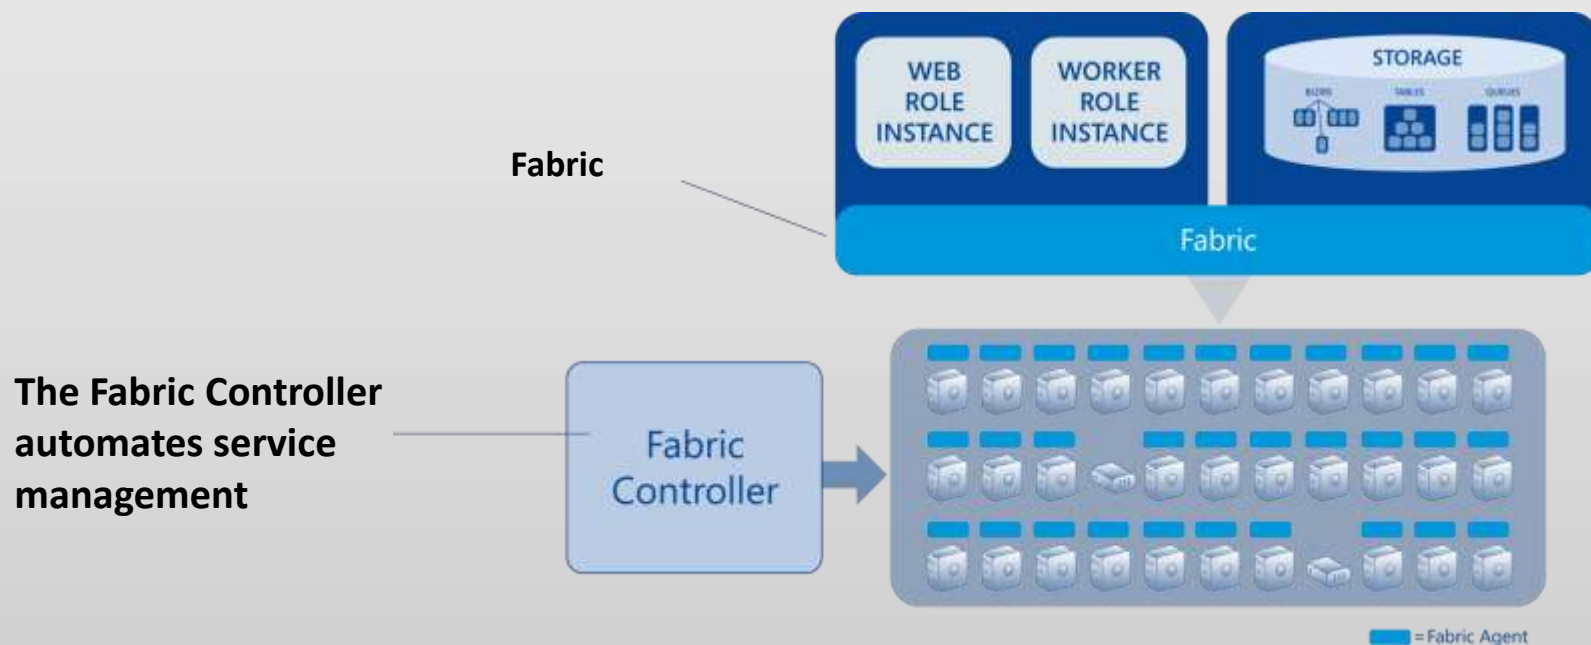 WEB
ROLE
INSTANCE
WORKER
ROLE
INSTANCE
STORAGE
BLOBS
TABLES
QUEUES
Fabric
Fabric
The Fabric Controller
automates service
management
Fabric
Controller
= Fabric Agent